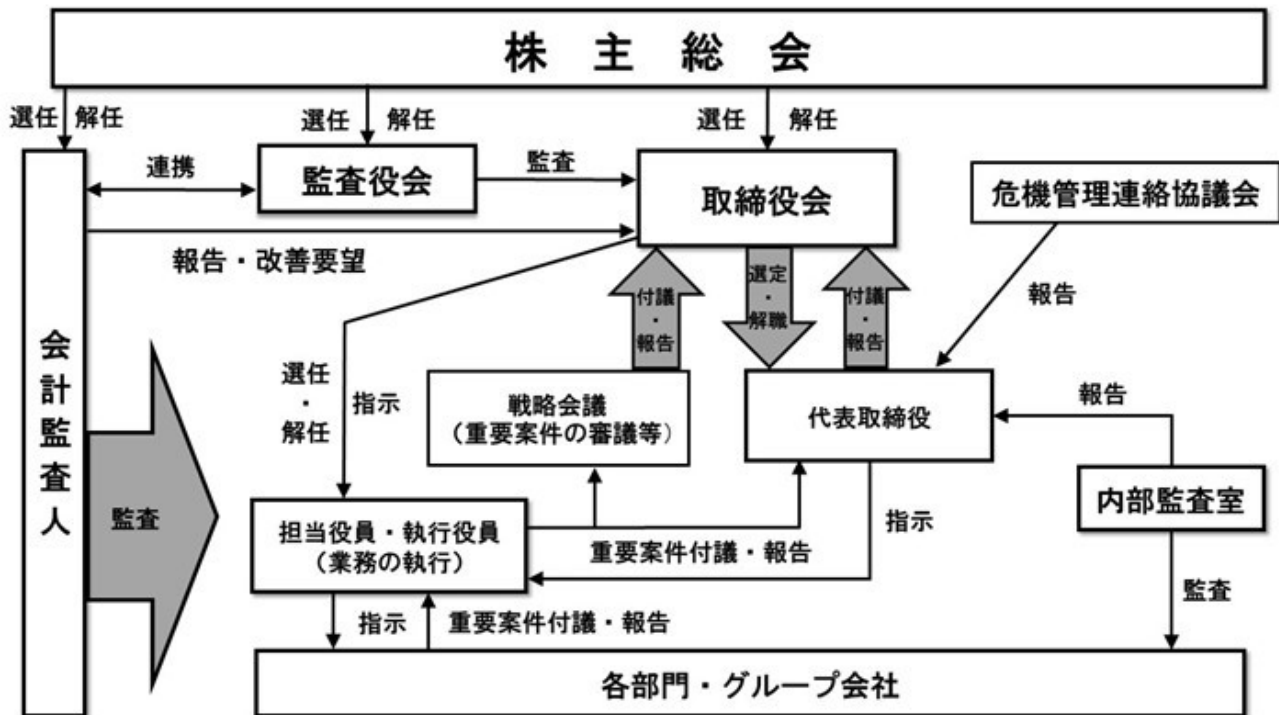 株主総会
選任 解任
選任 解任
選任 解任
連携
監査役会
監査
取締役会
危機管理連絡協議会
報告・改善要望
報告
付議・報告
選定・解職
付議・報告
会計監査人
選任・解任
指示
戦略会議
（重要案件の審議等）
代表取締役
報告
監査
担当役員・執行役員
（業務の執行）
重要案件付議・報告
指示
内部監査室
監査
指示
重要案件付議・報告
各部門・グループ会社